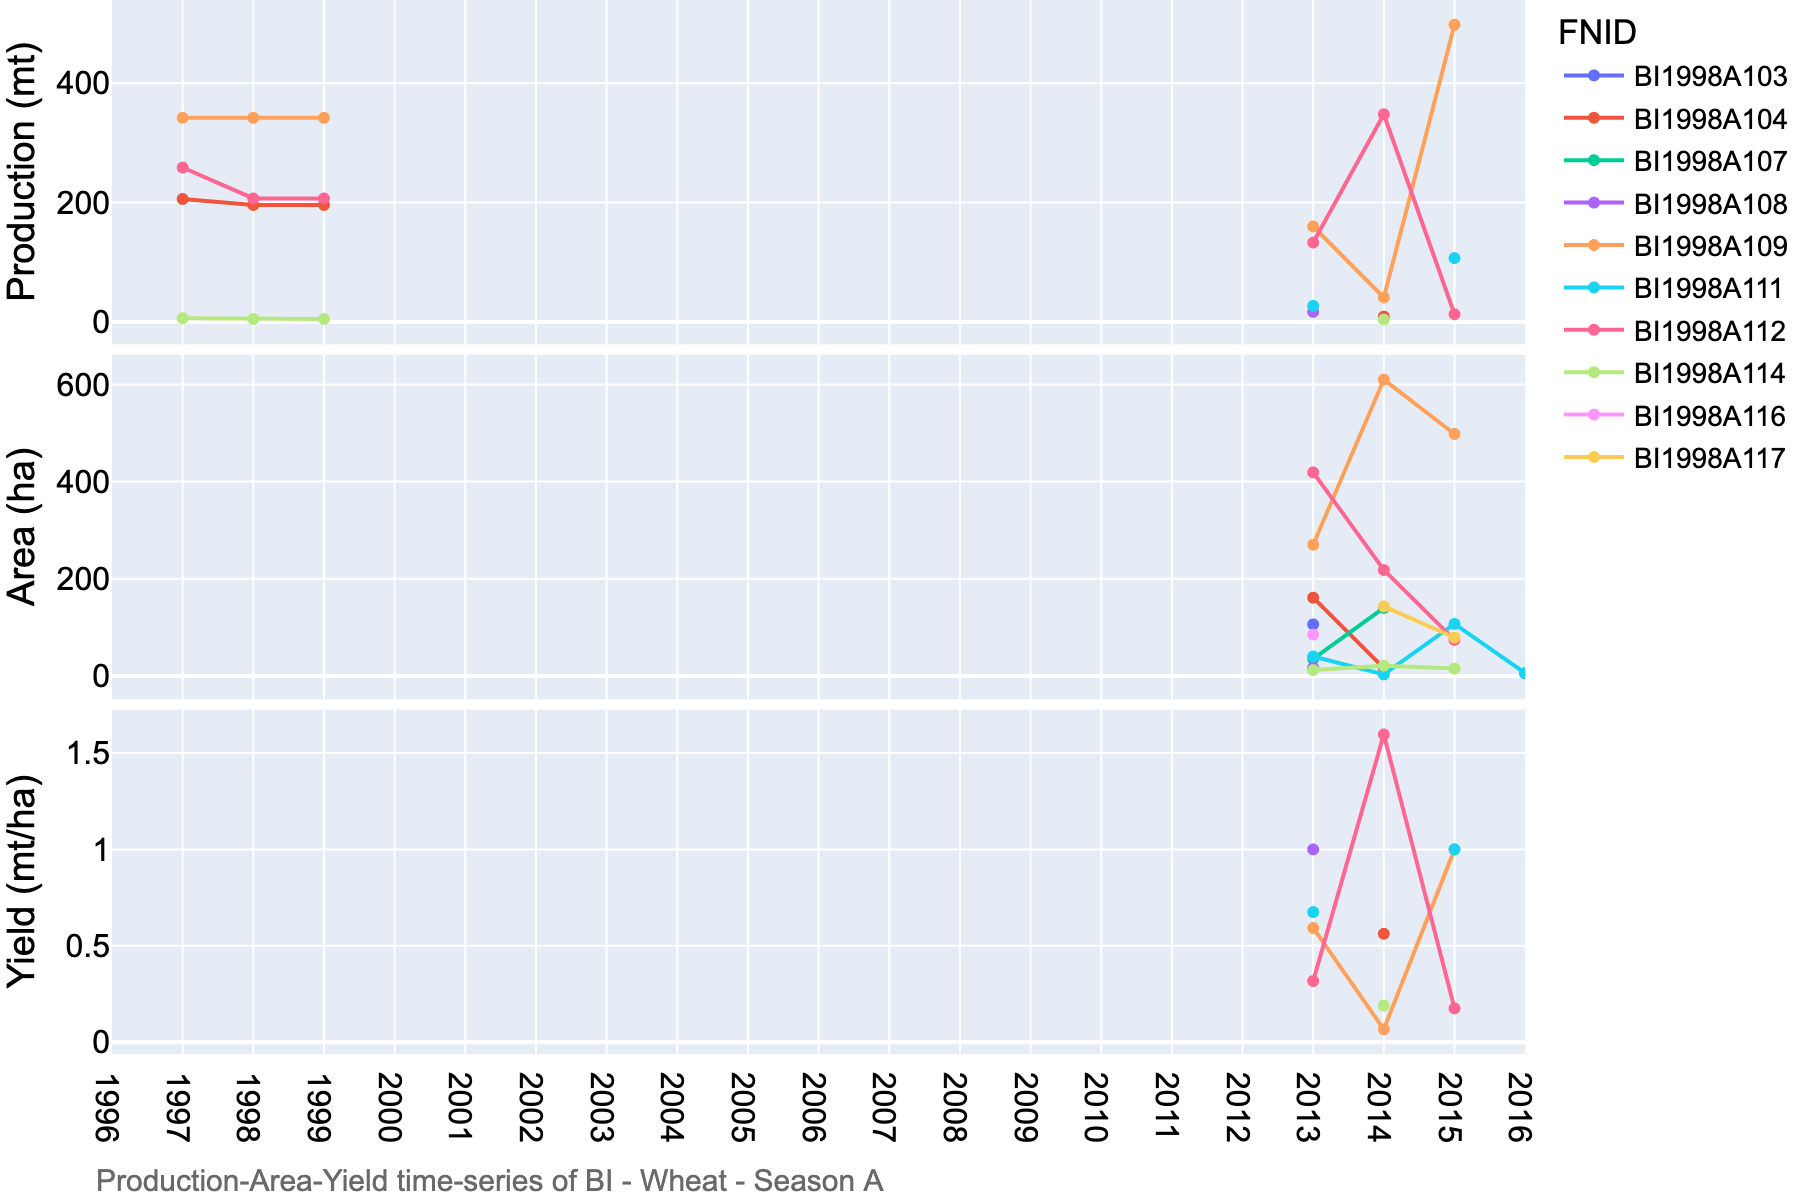 Production (mt)
400
200
0
Area (ha)
600
400
200
0
Yield (mt/ha)
1.5
1
0.5
0
1996
1997
1998
1999
2000
2001
2002
2003
2004
2005
2006
2007
2008
2009
2010
2011
2012
2013
2014
2015
2016
FNID
BI1998A103
BI1998A104
BI1998A107
BI1998A108
BI1998A109
BI1998A111
BI1998A112
BI1998A114
BI1998A116
BI1998A117
Production-Area-Yield time-series of BI - Wheat - Season A